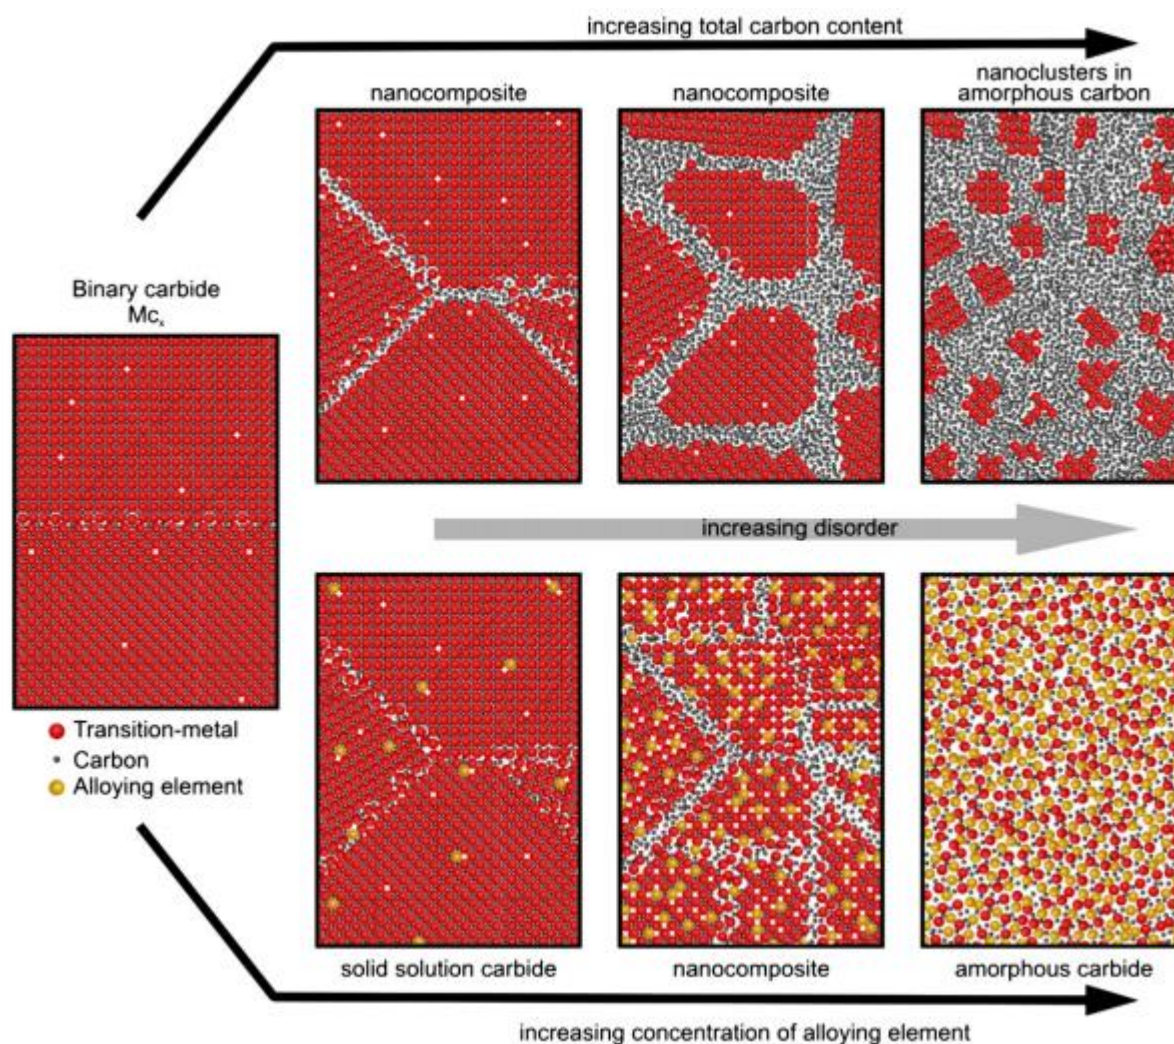 increasing total carbon content
nanocomposite
nanocomposite
nanoclusters in
amorphous carbon
Binary carbide
Mcₓ
increasing disorder
Transition-metal
Carbon
Alloying element
solid solution carbide
nanocomposite
amorphous carbide
increasing concentration of alloying element